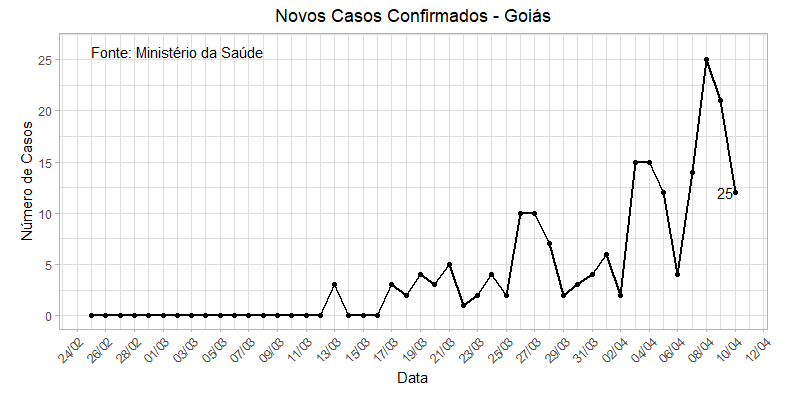 Novos Casos Confirmados - Goiás
Fonte: Ministério da Saúde
Número de Casos
25
20
15
10
5
0
25
24/02 26/02 28/02 01/03 03/03 05/03 07/03 09/03 11/03 13/03 15/03 17/03 19/03 21/03 23/03 25/03 27/03 29/03 31/03 02/04 04/04 06/04 08/04 10/04 12/04
Data